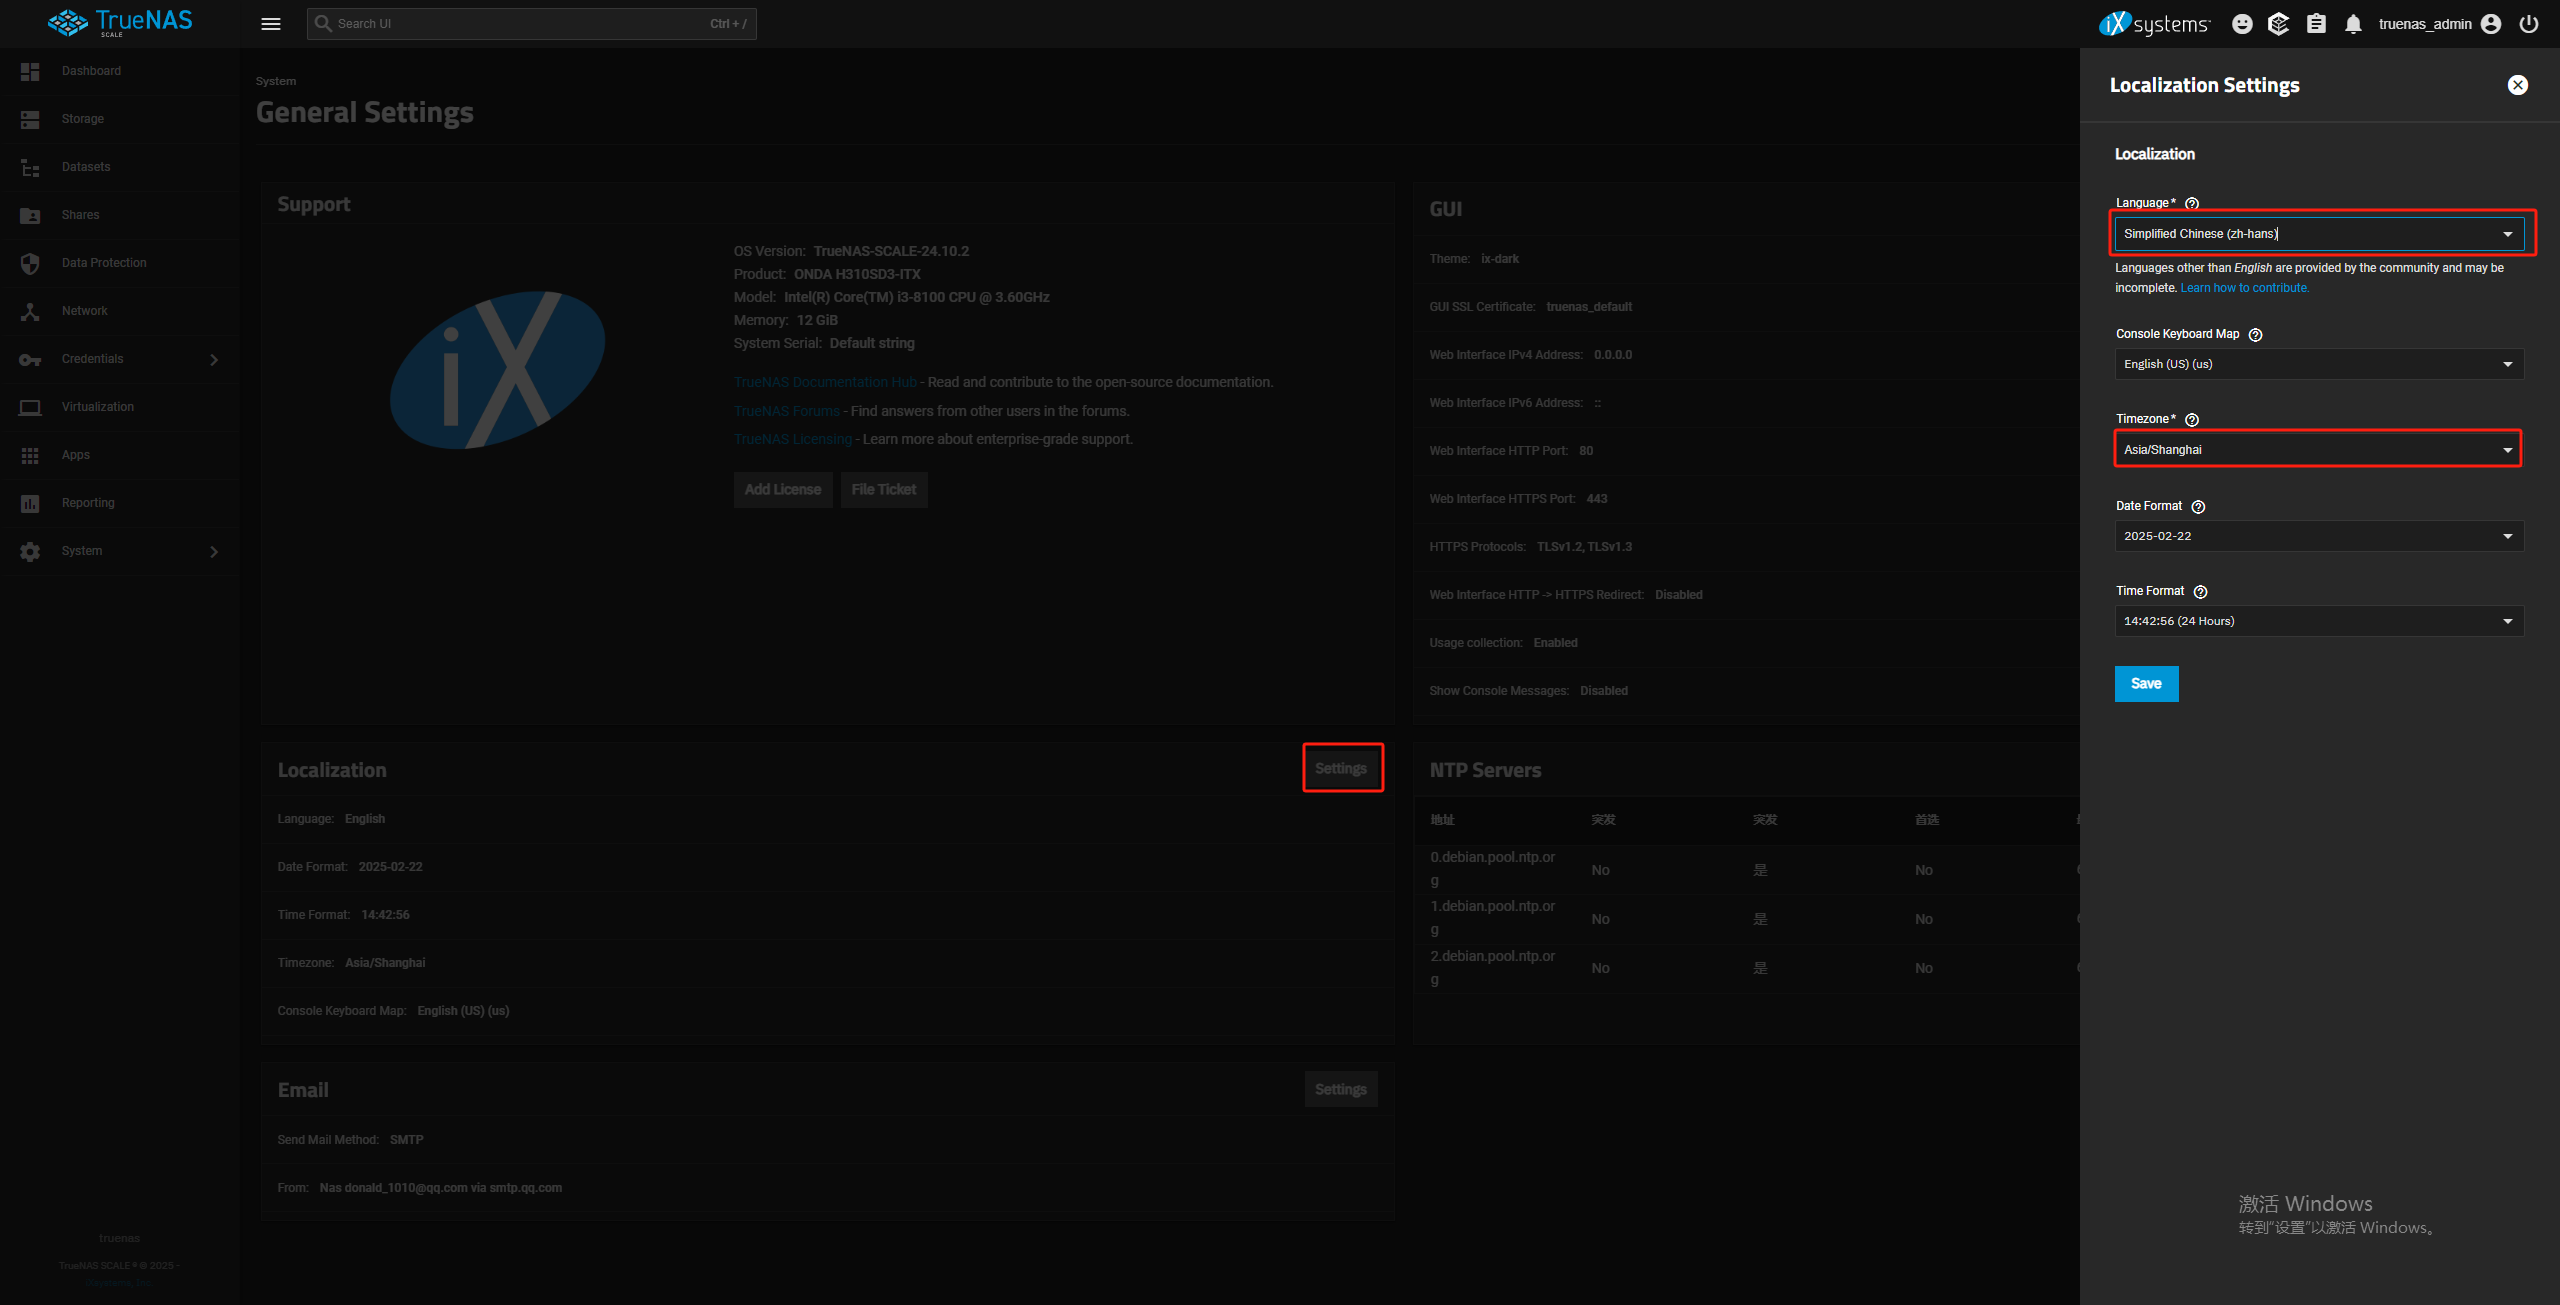 TrueNAS
SCALE
Search UI
Ctrl + /
iXsystems
truenas_admin
Dashboard
Storage
Datasets
Shares
Data Protection
Network
Credentials
Virtualization
Apps
Reporting
System
truenas
TrueNAS SCALE ® © 2025 -
iXsystems, Inc
System
General Settings
Support
iX
OS Version: TrueNAS-SCALE-24.10.2
Product: ONDA H310SD3-ITX
Model: Intel(R) Core(TM) i3-8100 CPU @ 3.60GHz
Memory: 12 GiB
System Serial: Default string
TrueNAS Documentation Hub - Read and contribute to the open-source documentation.
TrueNAS Forums - Find answers from other users in the forums.
TrueNAS Licensing - Learn more about enterprise-grade support.
Add License
File Ticket
GUI
Theme: ix-dark
GUI SSL Certificate: truenas_default
Web Interface IPv4 Address: 0.0.0.0
Web Interface IPv6 Address: ::
Web Interface HTTP Port: 80
Web Interface HTTPS Port: 443
HTTPS Protocols: TLSv1.2, TLSv1.3
Web Interface HTTP -> HTTPS Redirect: Disabled
Usage collection: Enabled
Show Console Messages: Disabled
Localization
Settings
Language: English
Date Format: 2025-02-22
Time Format: 14:42:56
Timezone: Asia/Shanghai
Console Keyboard Map: English (US) (us)
NTP Servers
地址 突发 突发 首选
0.debian.pool.ntp.or
g
No 是 No
1.debian.pool.ntp.or
g
No 是 No
2.debian.pool.ntp.or
g
No 是 No
Email
Settings
Send Mail Method: SMTP
From: Nas donald_1010@qq.com via smtp.qq.com
Localization Settings
Localization
Language *
Simplified Chinese (zh-hans)
Languages other than English are provided by the community and may be
incomplete. Learn how to contribute.
Console Keyboard Map
English (US) (us)
Timezone *
Asia/Shanghai
Date Format
2025-02-22
Time Format
14:42:56 (24 Hours)
Save
激活 Windows
转到“设置”以激活 Windows。